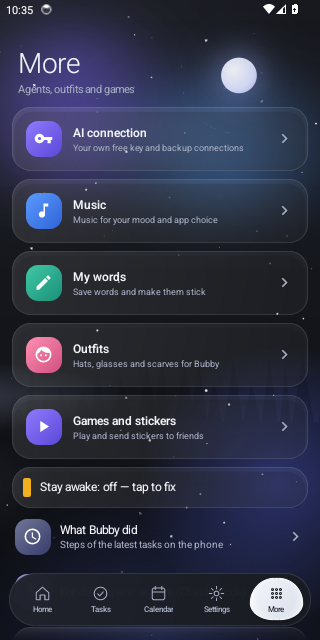 10:35
More
Agents, outfits and games
AI connection
Your own free key and backup connections
Music
Music for your mood and app choice
My words
Save words and make them stick
Outfits
Hats, glasses and scarves for Bubby
Games and stickers
Play and send stickers to friends
Stay awake: off — tap to fix
What Bubby did
Steps of the latest tasks on the phone
Home
Tasks
Calendar
Settings
More